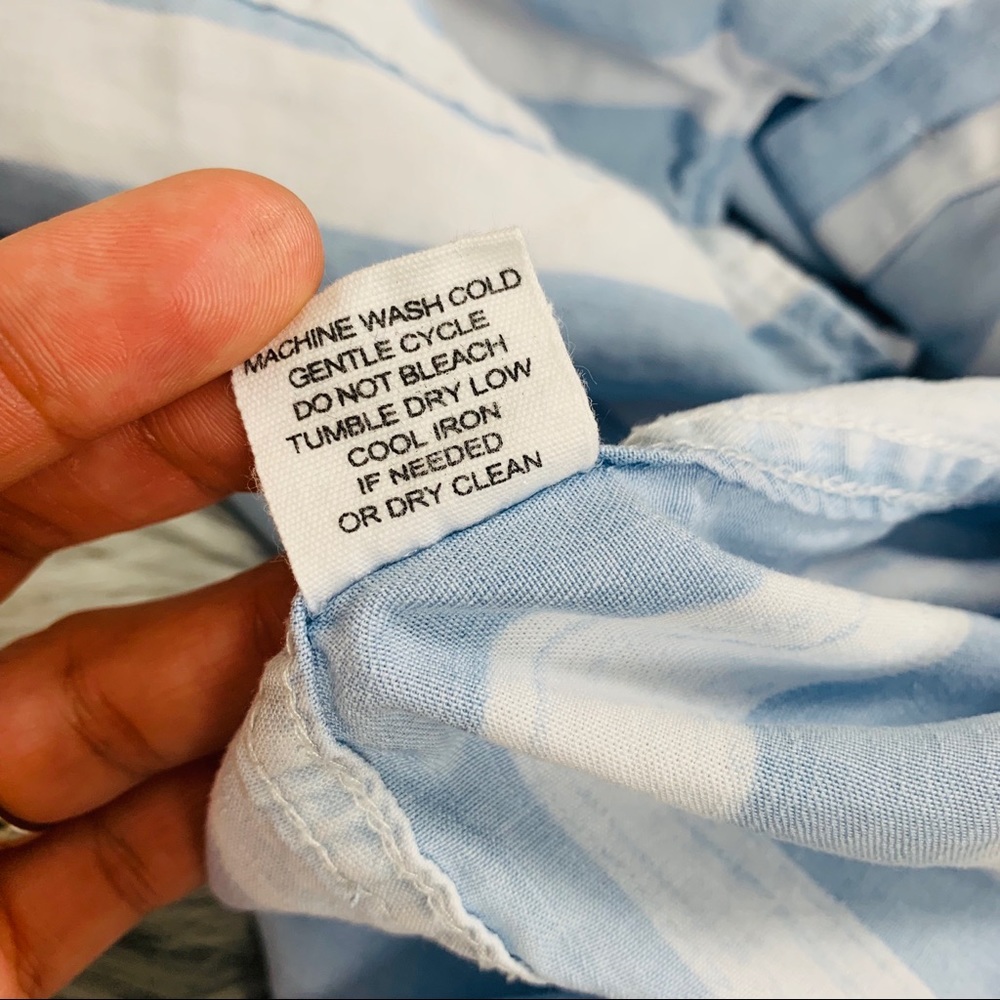 MACHINE WASH COLD
GENTLE CYCLE
DO NOT BLEACH
TUMBLE DRY LOW
COOL IRON
IF NEEDED
OR DRY CLEAN